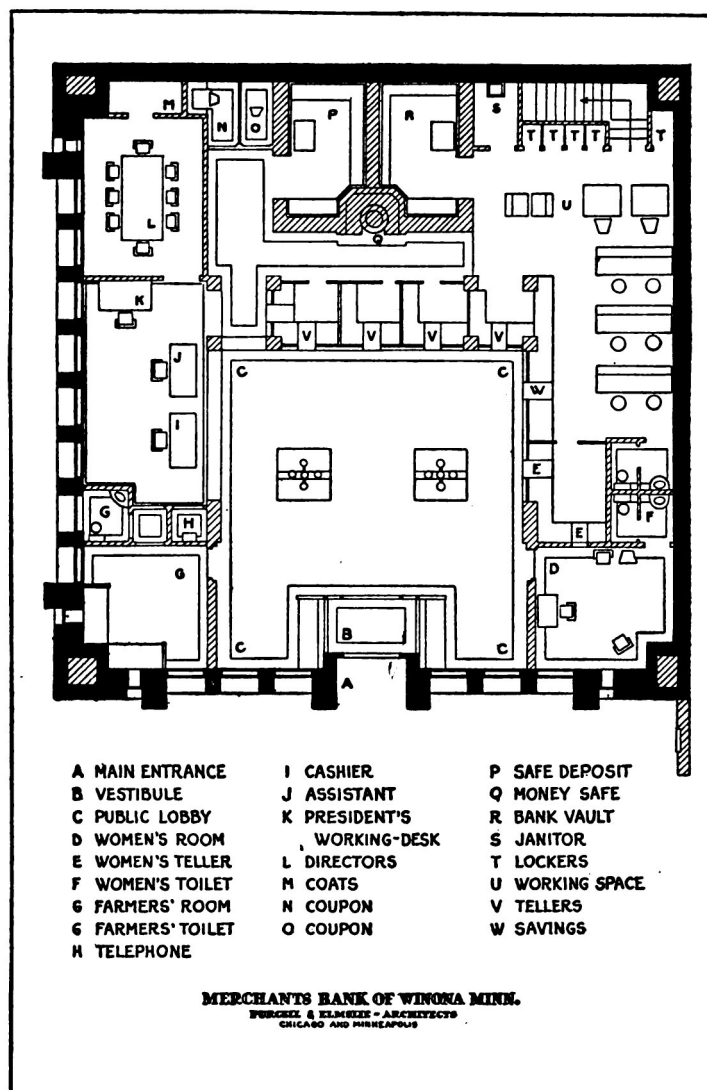 M
N
O
P
R
S
T T T T T
L
U
Q
K
V V V V
J
C
C
W
I
E
G
H
F
E
G
D
B
C
C
A
A MAIN ENTRANCE
B VESTIBULE
C PUBLIC LOBBY
D WOMEN'S ROOM
E WOMEN'S TELLER
F WOMEN'S TOILET
G FARMERS' ROOM
G FARMERS' TOILET
H TELEPHONE
I CASHIER
J ASSISTANT
K PRESIDENT'S
WORKING-DESK
L DIRECTORS
M COATS
N COUPON
O COUPON
P SAFE DEPOSIT
Q MONEY SAFE
R BANK VAULT
S JANITOR
T LOCKERS
U WORKING SPACE
V TELLERS
W SAVINGS
MERCHANTS BANK OF WINONA MINN.
PURCELL & ELMSLIE - ARCHITECTS
CHICAGO AND MINNEAPOLIS